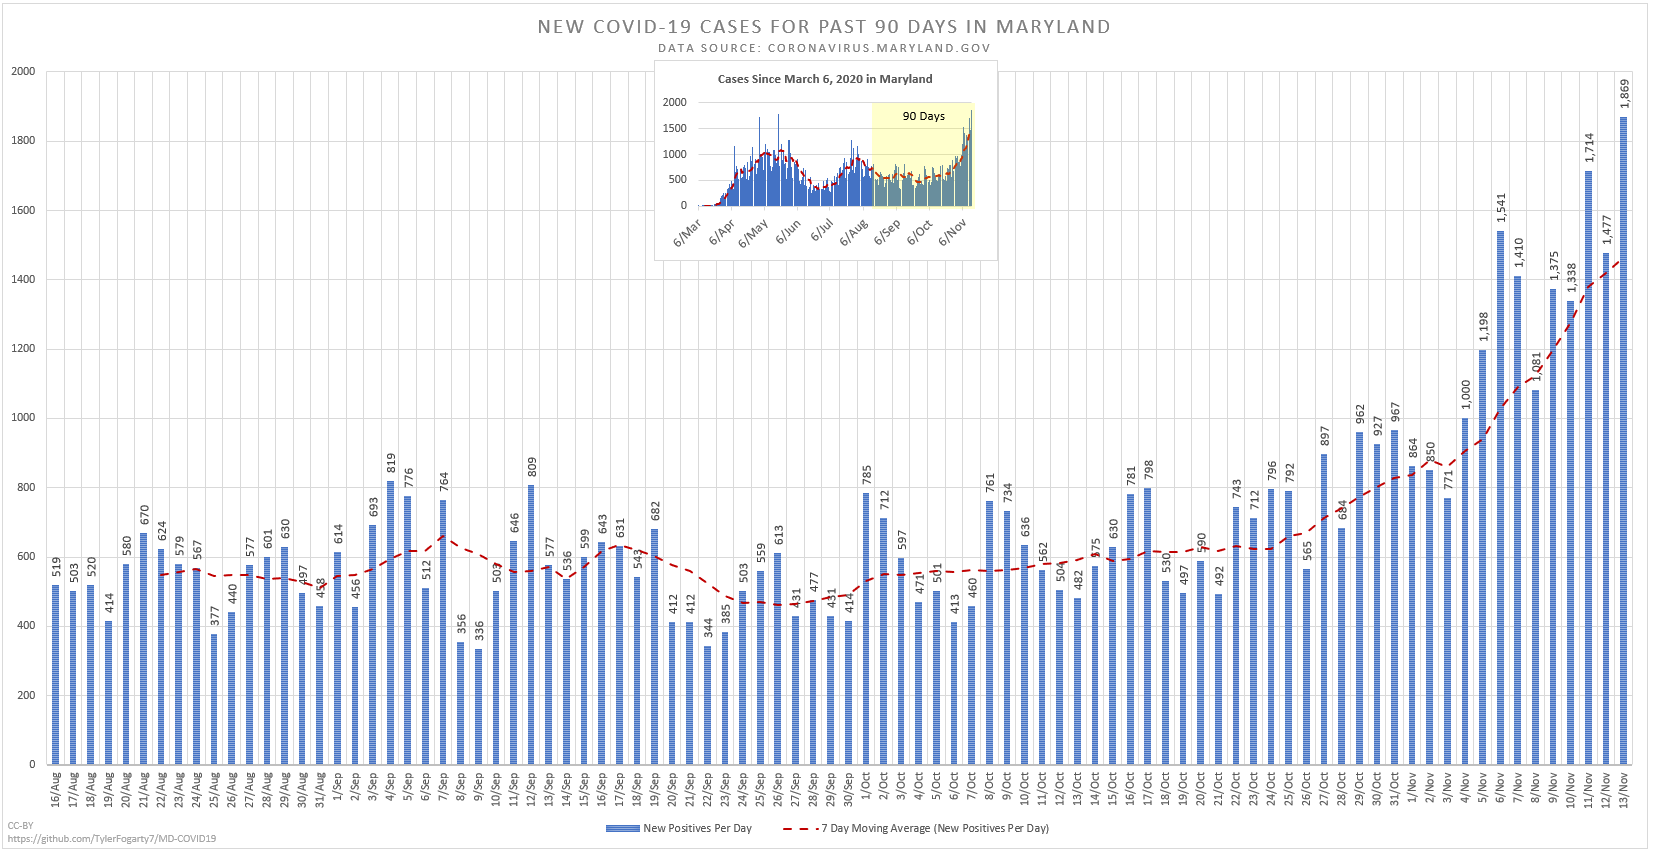 NEW COVID-19 CASES FOR PAST 90 DAYS IN MARYLAND
DATA SOURCE: CORONAVIRUS.MARYLAND.GOV
Cases Since March 6, 2020 in Maryland
90 Days
2000
1500
1000
500
0
6/Mar
6/Apr
6/May
6/Jun
6/Jul
6/Aug
6/Sep
6/Oct
6/Nov
2000
1800
1600
1400
1200
1000
800
600
400
200
0
519
503
520
414
580
670
624
579
567
377
440
577
601
630
497
458
614
456
693
819
776
512
764
356
336
503
646
809
577
536
599
643
631
543
682
412
412
344
385
503
559
613
431
477
431
414
785
712
597
471
501
413
460
761
734
636
562
504
482
575
630
781
798
530
497
590
492
743
712
796
792
565
897
684
962
927
967
864
850
771
1,000
1,198
1,541
1,410
1,081
1,375
1,338
1,714
1,477
1,869
16/Aug
17/Aug
18/Aug
19/Aug
20/Aug
21/Aug
22/Aug
23/Aug
24/Aug
25/Aug
26/Aug
27/Aug
28/Aug
29/Aug
30/Aug
31/Aug
1/Sep
2/Sep
3/Sep
4/Sep
5/Sep
6/Sep
7/Sep
8/Sep
9/Sep
10/Sep
11/Sep
12/Sep
13/Sep
14/Sep
15/Sep
16/Sep
17/Sep
18/Sep
19/Sep
20/Sep
21/Sep
22/Sep
23/Sep
24/Sep
25/Sep
26/Sep
27/Sep
28/Sep
29/Sep
30/Sep
1/Oct
2/Oct
3/Oct
4/Oct
5/Oct
6/Oct
7/Oct
8/Oct
9/Oct
10/Oct
11/Oct
12/Oct
13/Oct
14/Oct
15/Oct
16/Oct
17/Oct
18/Oct
19/Oct
20/Oct
21/Oct
22/Oct
23/Oct
24/Oct
25/Oct
26/Oct
27/Oct
28/Oct
29/Oct
30/Oct
31/Oct
1/Nov
2/Nov
3/Nov
4/Nov
5/Nov
6/Nov
7/Nov
8/Nov
9/Nov
10/Nov
11/Nov
12/Nov
13/Nov
New Positives Per Day
7 Day Moving Average (New Positives Per Day)
CC-BY
https://github.com/TylerFogarty7/MD-COVID19